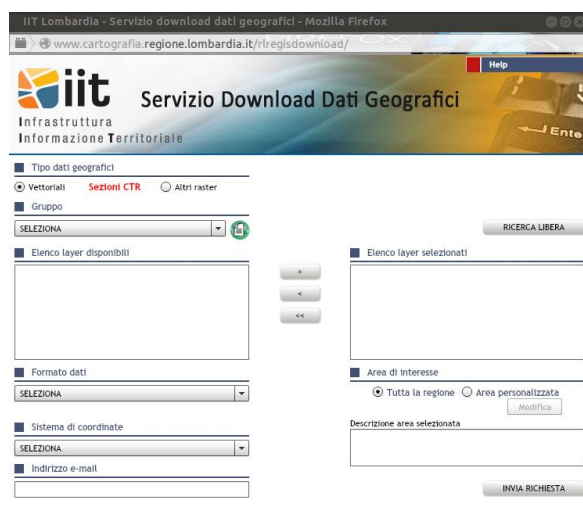 IIT Lombardia - Servizio download dati geografici - Mozilla Firefox
www.cartografia.regione.lombardia.it/rlregisdownload/
Help
iit
Servizio Download Dati Geografici
Infrastruttura
Informazione Territoriale
Enter
Tipo dati geografici
Vettoriali Sezioni CTR Altri raster
Gruppo
SELEZIONA
RICERCA LIBERA
Elenco layer disponibili
Elenco layer selezionati
>
<
<<
Formato dati
Area di interesse
SELEZIONA
Tutta la regione Area personalizzata
Modifica
Sistema di coordinate
Descrizione area selezionata
SELEZIONA
Indirizzo e-mail
INVIA RICHIESTA